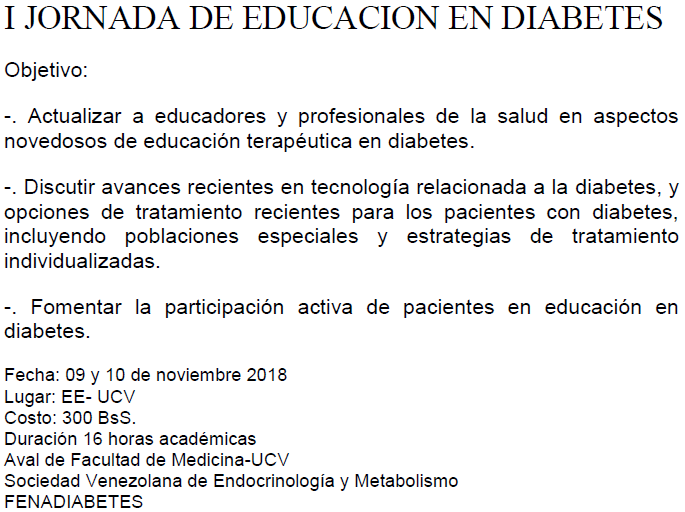 I JORNADA DE EDUCACION EN DIABETES
Objetivo:
-. Actualizar a educadores y profesionales de la salud en aspectos
novedosos de educación terapéutica en diabetes.
-. Discutir avances recientes en tecnología relacionada a la diabetes, y
opciones de tratamiento recientes para los pacientes con diabetes,
incluyendo poblaciones especiales y estrategias de tratamiento
individualizadas.
-. Fomentar la participación activa de pacientes en educación en
diabetes.
Fecha: 09 y 10 de noviembre 2018
Lugar: EE- UCV
Costo: 300 BsS.
Duración 16 horas académicas
Aval de Facultad de Medicina-UCV
Sociedad Venezolana de Endocrinología y Metabolismo
FENADIABETES